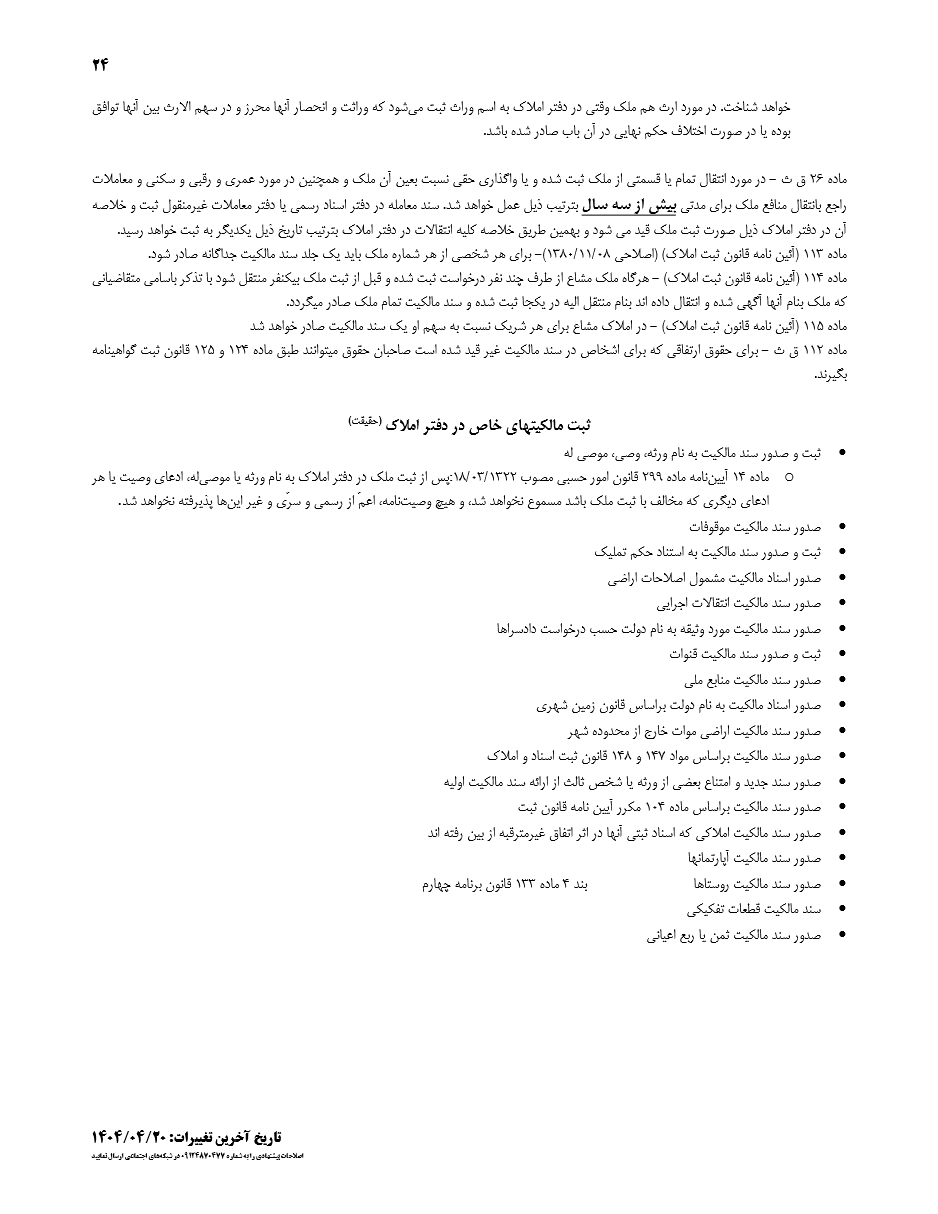 ۲۴
خواهد شناخت. در مورد ارث هم ملک وقتی در دفتر املاک به اسم وراث ثبت می‌شود که وراثت و انحصار آنها محرز و در سهم الارث بین آنها توافق
بوده یا در صورت اختلاف حکم نهایی در آن باب صادر شده باشد.
ماده ۲۶ ق ث – در مورد انتقال تمام یا قسمتی از ملک ثبت شده و یا واگذاری حقی نسبت بعین آن ملک و همچنین در مورد عمری و رقبی و سکنی و معاملات
راجع بانتقال منافع ملک برای مدتی بیش از سه سال بترتیب ذیل عمل خواهد شد. سند معامله در دفتر اسناد رسمی یا دفتر معاملات غیرمنقول ثبت و خلاصه
آن در دفتر املاک ذیل صورت ثبت ملک قید می شود و بهمین طریق خلاصه کلیه انتقالات در دفتر املاک بترتیب تاریخ ذیل یکدیگر به ثبت خواهد رسید.
ماده ۱۱۳ (آئین نامه قانون ثبت املاک) (اصلاحی ۱۳۸۰/۱۱/۰۸)– برای هر شخصی از هر شماره ملک باید یک جلد سند مالکیت جداگانه صادر شود.
ماده ۱۱۴ (آئین نامه قانون ثبت املاک) – هرگاه ملک مشاع از طرف چند نفر درخواست ثبت شده و قبل از ثبت ملک بیکنفر منتقل شود با تذکر باسامی متقاضیانی
که ملک بنام آنها آگهی شده و انتقال داده اند بنام منتقل الیه در یکجا ثبت شده و سند مالکیت تمام ملک صادر میگردد.
ماده ۱۱۵ (آئین نامه قانون ثبت املاک) – در املاک مشاع برای هر شریک نسبت به سهم او یک سند مالکیت صادر خواهد شد
ماده ۱۱۲ ق ث – برای حقوق ارتفاقی که برای اشخاص در سند مالکیت غیر قید شده است صاحبان حقوق میتوانند طبق ماده ۱۲۴ و ۱۲۵ قانون ثبت گواهینامه
بگیرند.
ثبت مالکیتهای خاص در دفتر املاک (حقیقت)
• ثبت و صدور سند مالکیت به نام ورثه، وصی، موصی له
○ ماده ۱۴ آیین‌نامه ماده ۲۹۹ قانون امور حسبی مصوب ۱۸/۰۳/۱۳۲۲:پس از ثبت ملک در دفتر املاک به نام ورثه یا موصی‌له، ادعای وصیت یا هر
ادعای دیگری که مخالف با ثبت ملک باشد مسموع نخواهد شد، و هیچ وصیت‌نامه، اعمّ از رسمی و سرّی و غیر این‌ها پذیرفته نخواهد شد.
• صدور سند مالکیت موقوفات
• ثبت و صدور سند مالکیت به استناد حکم تملیک
• صدور اسناد مالکیت مشمول اصلاحات اراضی
• صدور سند مالکیت انتقالات اجرایی
• صدور سند مالکیت مورد وثیقه به نام دولت حسب درخواست دادسراها
• ثبت و صدور سند مالکیت قنوات
• صدور سند مالکیت منابع ملی
• صدور اسناد مالکیت به نام دولت براساس قانون زمین شهری
• صدور سند مالکیت اراضی موات خارج از محدوده شهر
• صدور سند مالکیت براساس مواد ۱۴۷ و ۱۴۸ قانون ثبت اسناد و املاک
• صدور سند جدید و امتناع بعضی از ورثه یا شخص ثالث از ارائه سند مالکیت اولیه
• صدور سند مالکیت براساس ماده ۱۰۴ مکرر آیین نامه قانون ثبت
• صدور سند مالکیت املاکی که اسناد ثبتی آنها در اثر اتفاق غیرمترقبه از بین رفته اند
• صدور سند مالکیت آپارتمانها
• صدور سند مالکیت روستاها بند ۴ ماده ۱۳۳ قانون برنامه چهارم
• سند مالکیت قطعات تفکیکی
• صدور سند مالکیت ثمن یا ربع اعیانی
تاریخ آخرین تغییرات: ۱۴۰۴/۰۴/۲۰
اصلاحات پیشنهادی را به شماره ۰۹۱۲۴۸۷۰۴۷۷ در شبکه‌های اجتماعی ارسال نمایید